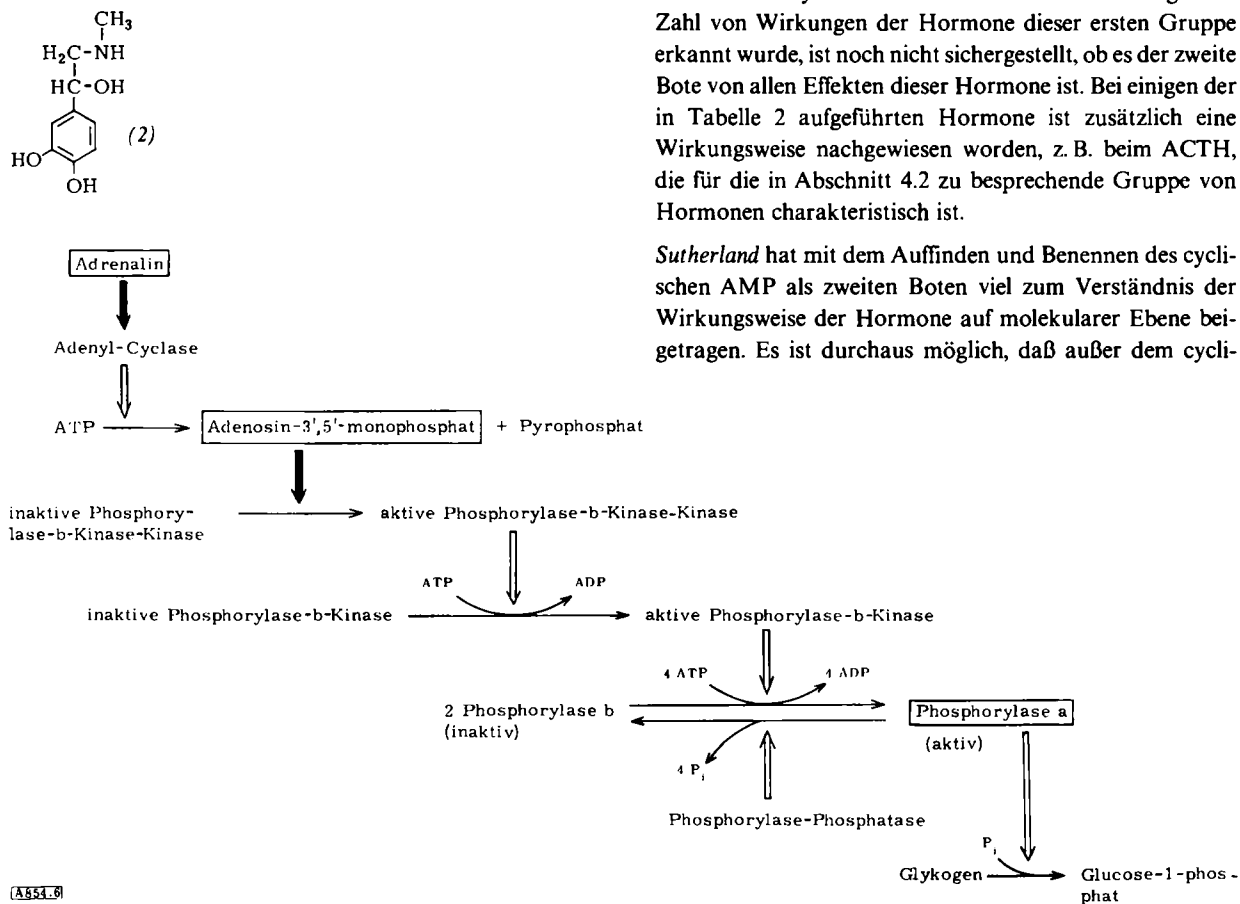 CH₃
H₂C-NH
HC-OH
(2)
HO
OH
Zahl von Wirkungen der Hormone dieser ersten Gruppe
erkannt wurde, ist noch nicht sichergestellt, ob es der zweite
Bote von allen Effekten dieser Hormone ist. Bei einigen der
in Tabelle 2 aufgeführten Hormone ist zusätzlich eine
Wirkungsweise nachgewiesen worden, z. B. beim ACTH,
die für die in Abschnitt 4.2 zu besprechende Gruppe von
Hormonen charakteristisch ist.
Sutherland hat mit dem Auffinden und Benennen des cycli-
schen AMP als zweiten Boten viel zum Verständnis der
Wirkungsweise der Hormone auf molekularer Ebene bei-
getragen. Es ist durchaus möglich, daß außer dem cycli-
Adrenalin
Adenyl-Cyclase
ATP Adenosin-3',5'-monophosphat + Pyrophosphat
inaktive Phosphory- aktive Phosphorylase-b-Kinase-Kinase
lase-b-Kinase-Kinase
ATP ADP
inaktive Phosphorylase-b-Kinase aktive Phosphorylase-b-Kinase
4 ATP 4 ADP
2 Phosphorylase b Phosphorylase a
(inaktiv) (aktiv)
4 Pᵢ
Phosphorylase-Phosphatase
Pᵢ
Glykogen Glucose-1-phos-
phat
A854.6